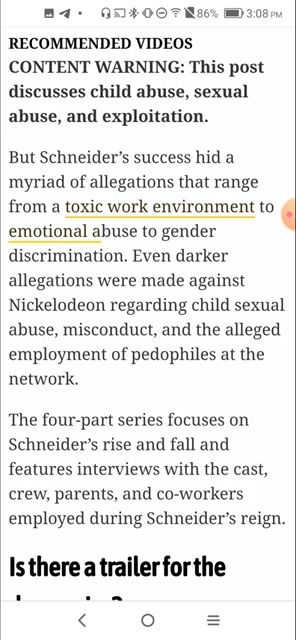 86% 3:08 PM
RECOMMENDED VIDEOS
CONTENT WARNING: This post
discusses child abuse, sexual
abuse, and exploitation.
But Schneider’s success hid a
myriad of allegations that range
from a toxic work environment to
emotional abuse to gender
discrimination. Even darker
allegations were made against
Nickelodeon regarding child sexual
abuse, misconduct, and the alleged
employment of pedophiles at the
network.
The four-part series focuses on
Schneider’s rise and fall and
features interviews with the cast,
crew, parents, and co-workers
employed during Schneider’s reign.
Is there a trailer for the